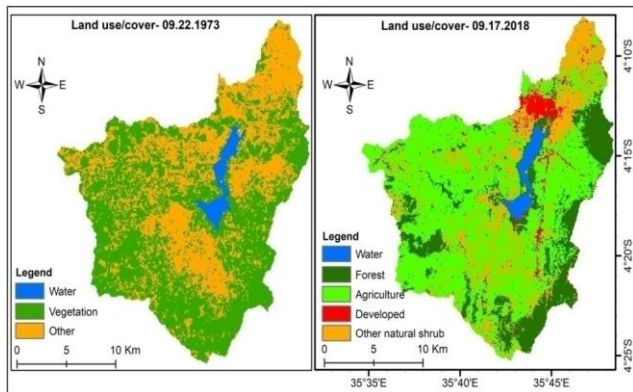 Land use/cover- 09.22.1973
N
W E
S
Legend
Water
Vegetation
Other
0 5 10 Km
Land use/cover- 09.17.2018
N
W E
S
Legend
Water
Forest
Agriculture
Developed
Other natural shrub
0 5 10 Km
4°10'S
4°15'S
4°20'S
4°25'S
35°35'E 35°40'E 35°45'E